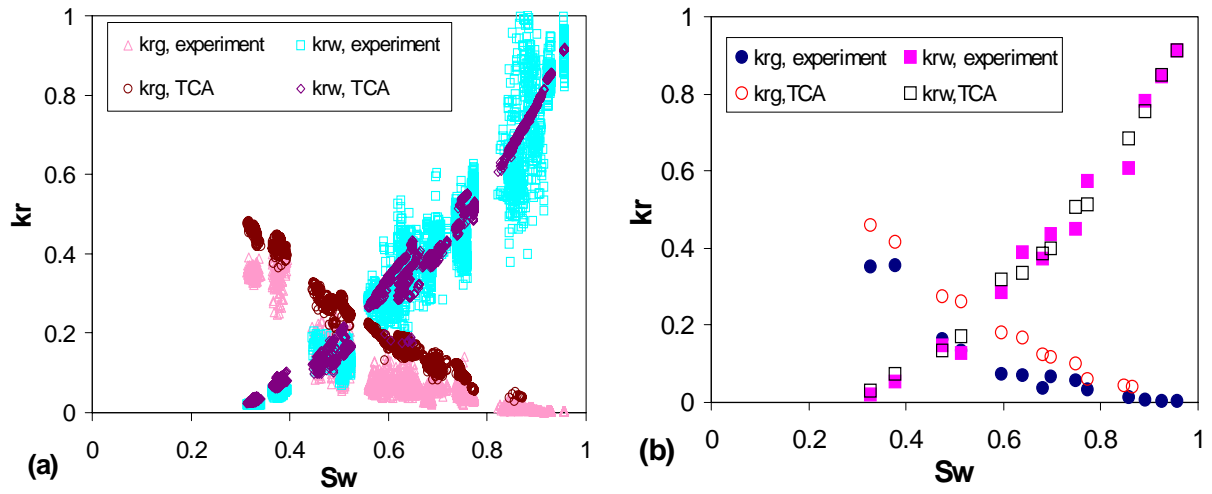 1
krg, experiment krw, experiment
krg, TCA krw, TCA
0.8
0.6
kr
0.4
0.2
0
0 0.2 0.4 0.6 0.8 1
(a) Sw
1
krg, experiment krw, experiment
krg,TCA krw,TCA
0.8
0.6
kr
0.4
0.2
0
0 0.2 0.4 0.6 0.8 1
(b) Sw